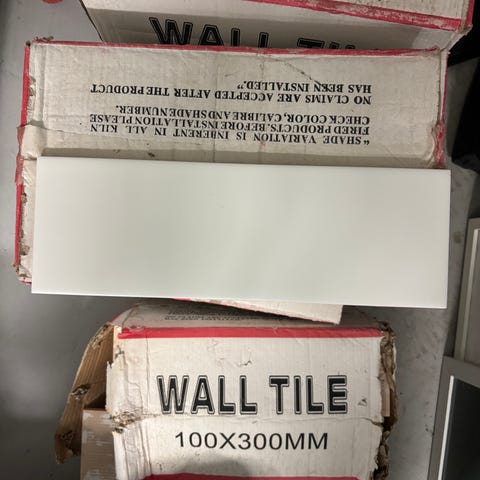 WALL TIL
“SHADE VARIATION IS INHERENT IN ALL KILN
FIRED PRODUCTS. BEFORE INSTALLATION PLEASE
CHECK COLOR, CALIBRE AND SHADE NUMBER.
NO CLAIMS ARE ACCEPTED AFTER THE PRODUCT
HAS BEEN INSTALLED.”
WALL TILE
100X300MM